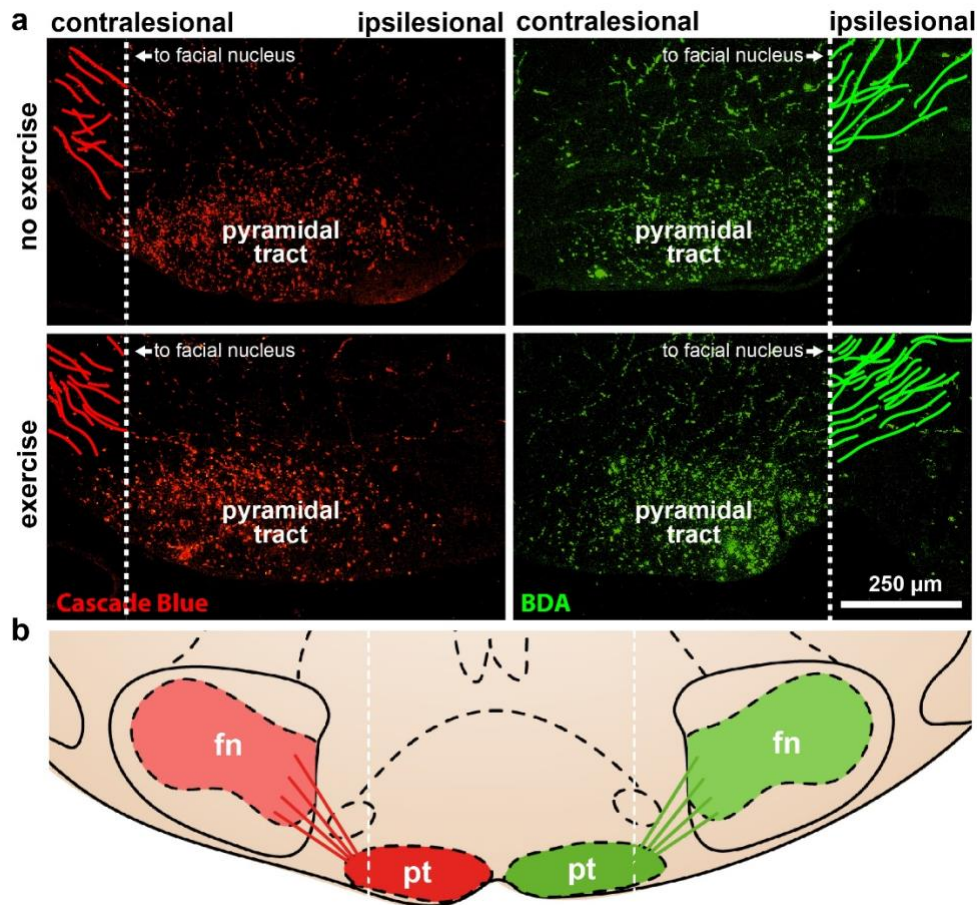 a
contralesional ipsilesional contralesional ipsilesional
no exercise
←to facial nucleus
to facial nucleus→
pyramidal
tract
pyramidal
tract
exercise
←to facial nucleus
to facial nucleus→
pyramidal
tract
pyramidal
tract
Cascade Blue
BDA
250 µm
b
fn fn
pt pt